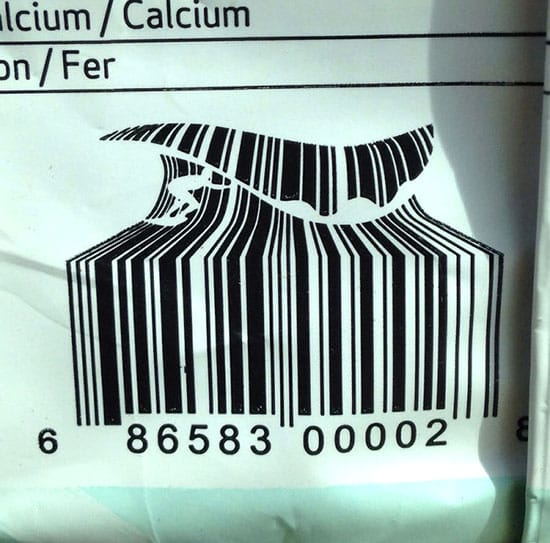 alcium / Calcium
on / Fer
6 86583 00002 8